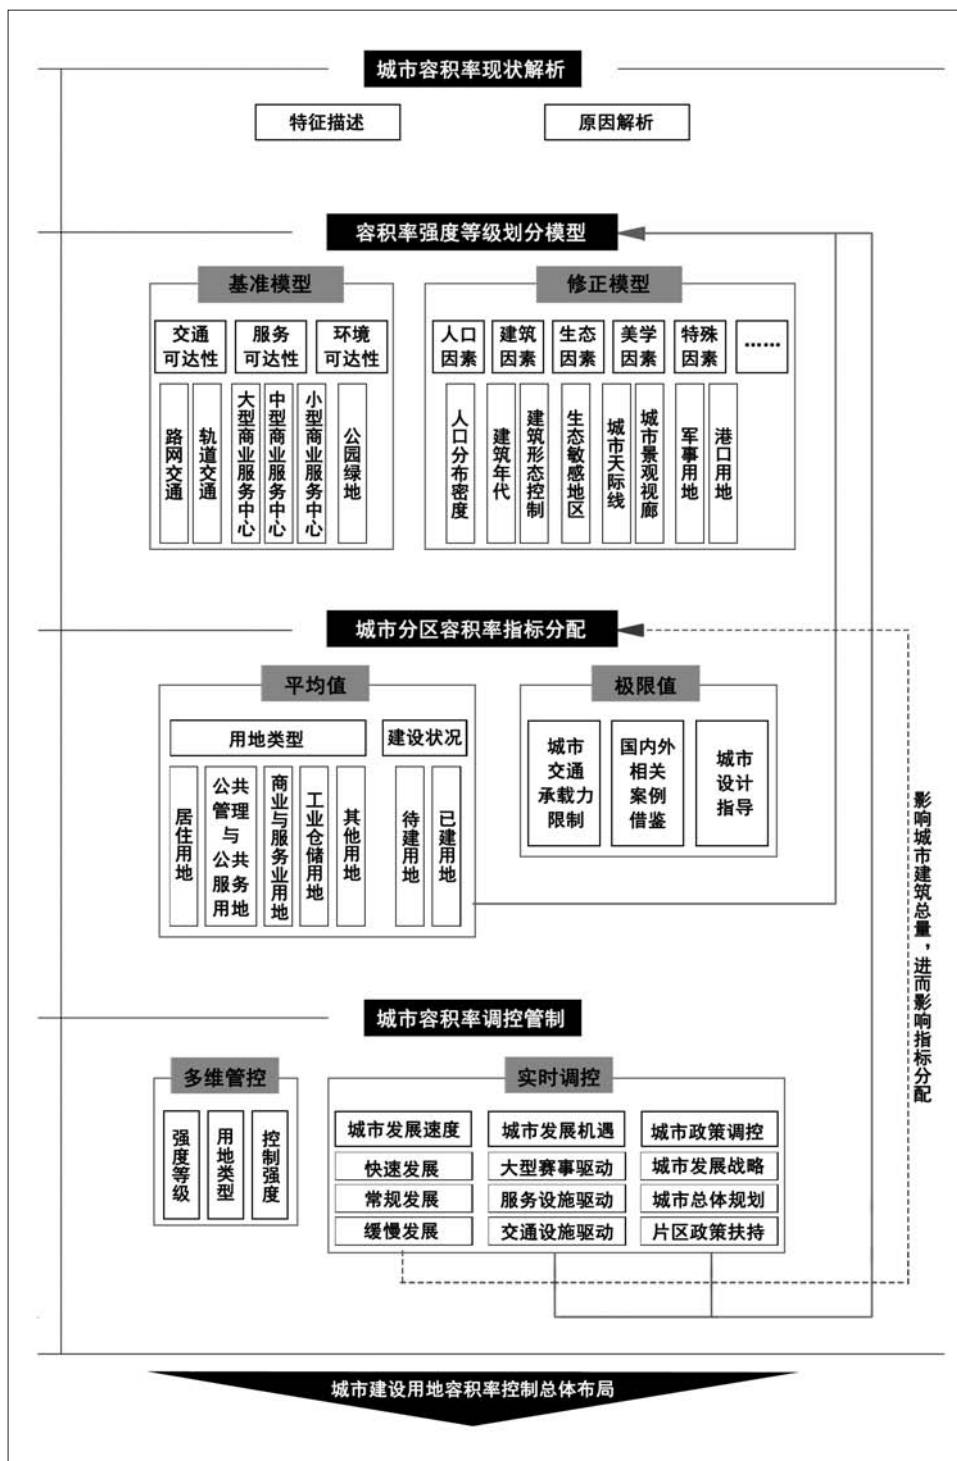 城市容积率现状解析
特征描述
原因解析
容积率强度等级划分模型
基准模型
修正模型
交通
可达性
服务
可达性
环境
可达性
人口
因素
建筑
因素
生态
因素
美学
因素
特殊
因素
……
路网交通
轨道交通
大型商业服务中心
中型商业服务中心
小型商业服务中心
公园绿地
人口分布密度
建筑年代
建筑形态控制
生态敏感地区
城市天际线
城市景观视廊
军事用地
港口用地
城市分区容积率指标分配
平均值
极限值
用地类型
建设状况
居住用地
公共
管理
与
公共
服务
用地
商业与服务业用地
工业仓储用地
其他用地
待建用地
已建用地
城市
交通
承载力
限制
国内外
相关
案例
借鉴
城市
设计
指导
影响城市建筑总量，进而影响指标分配
城市容积率调控管制
多维管控
实时调控
强度等级
用地类型
控制强度
城市发展速度
快速发展
常规发展
缓慢发展
城市发展机遇
大型赛事驱动
服务设施驱动
交通设施驱动
城市政策调控
城市发展战略
城市总体规划
片区政策扶持
城市建设用地容积率控制总体布局